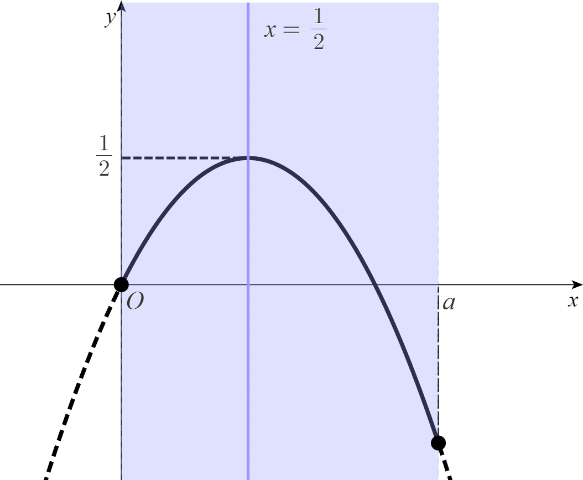 y
x = 1/2
1/2
O
a
x